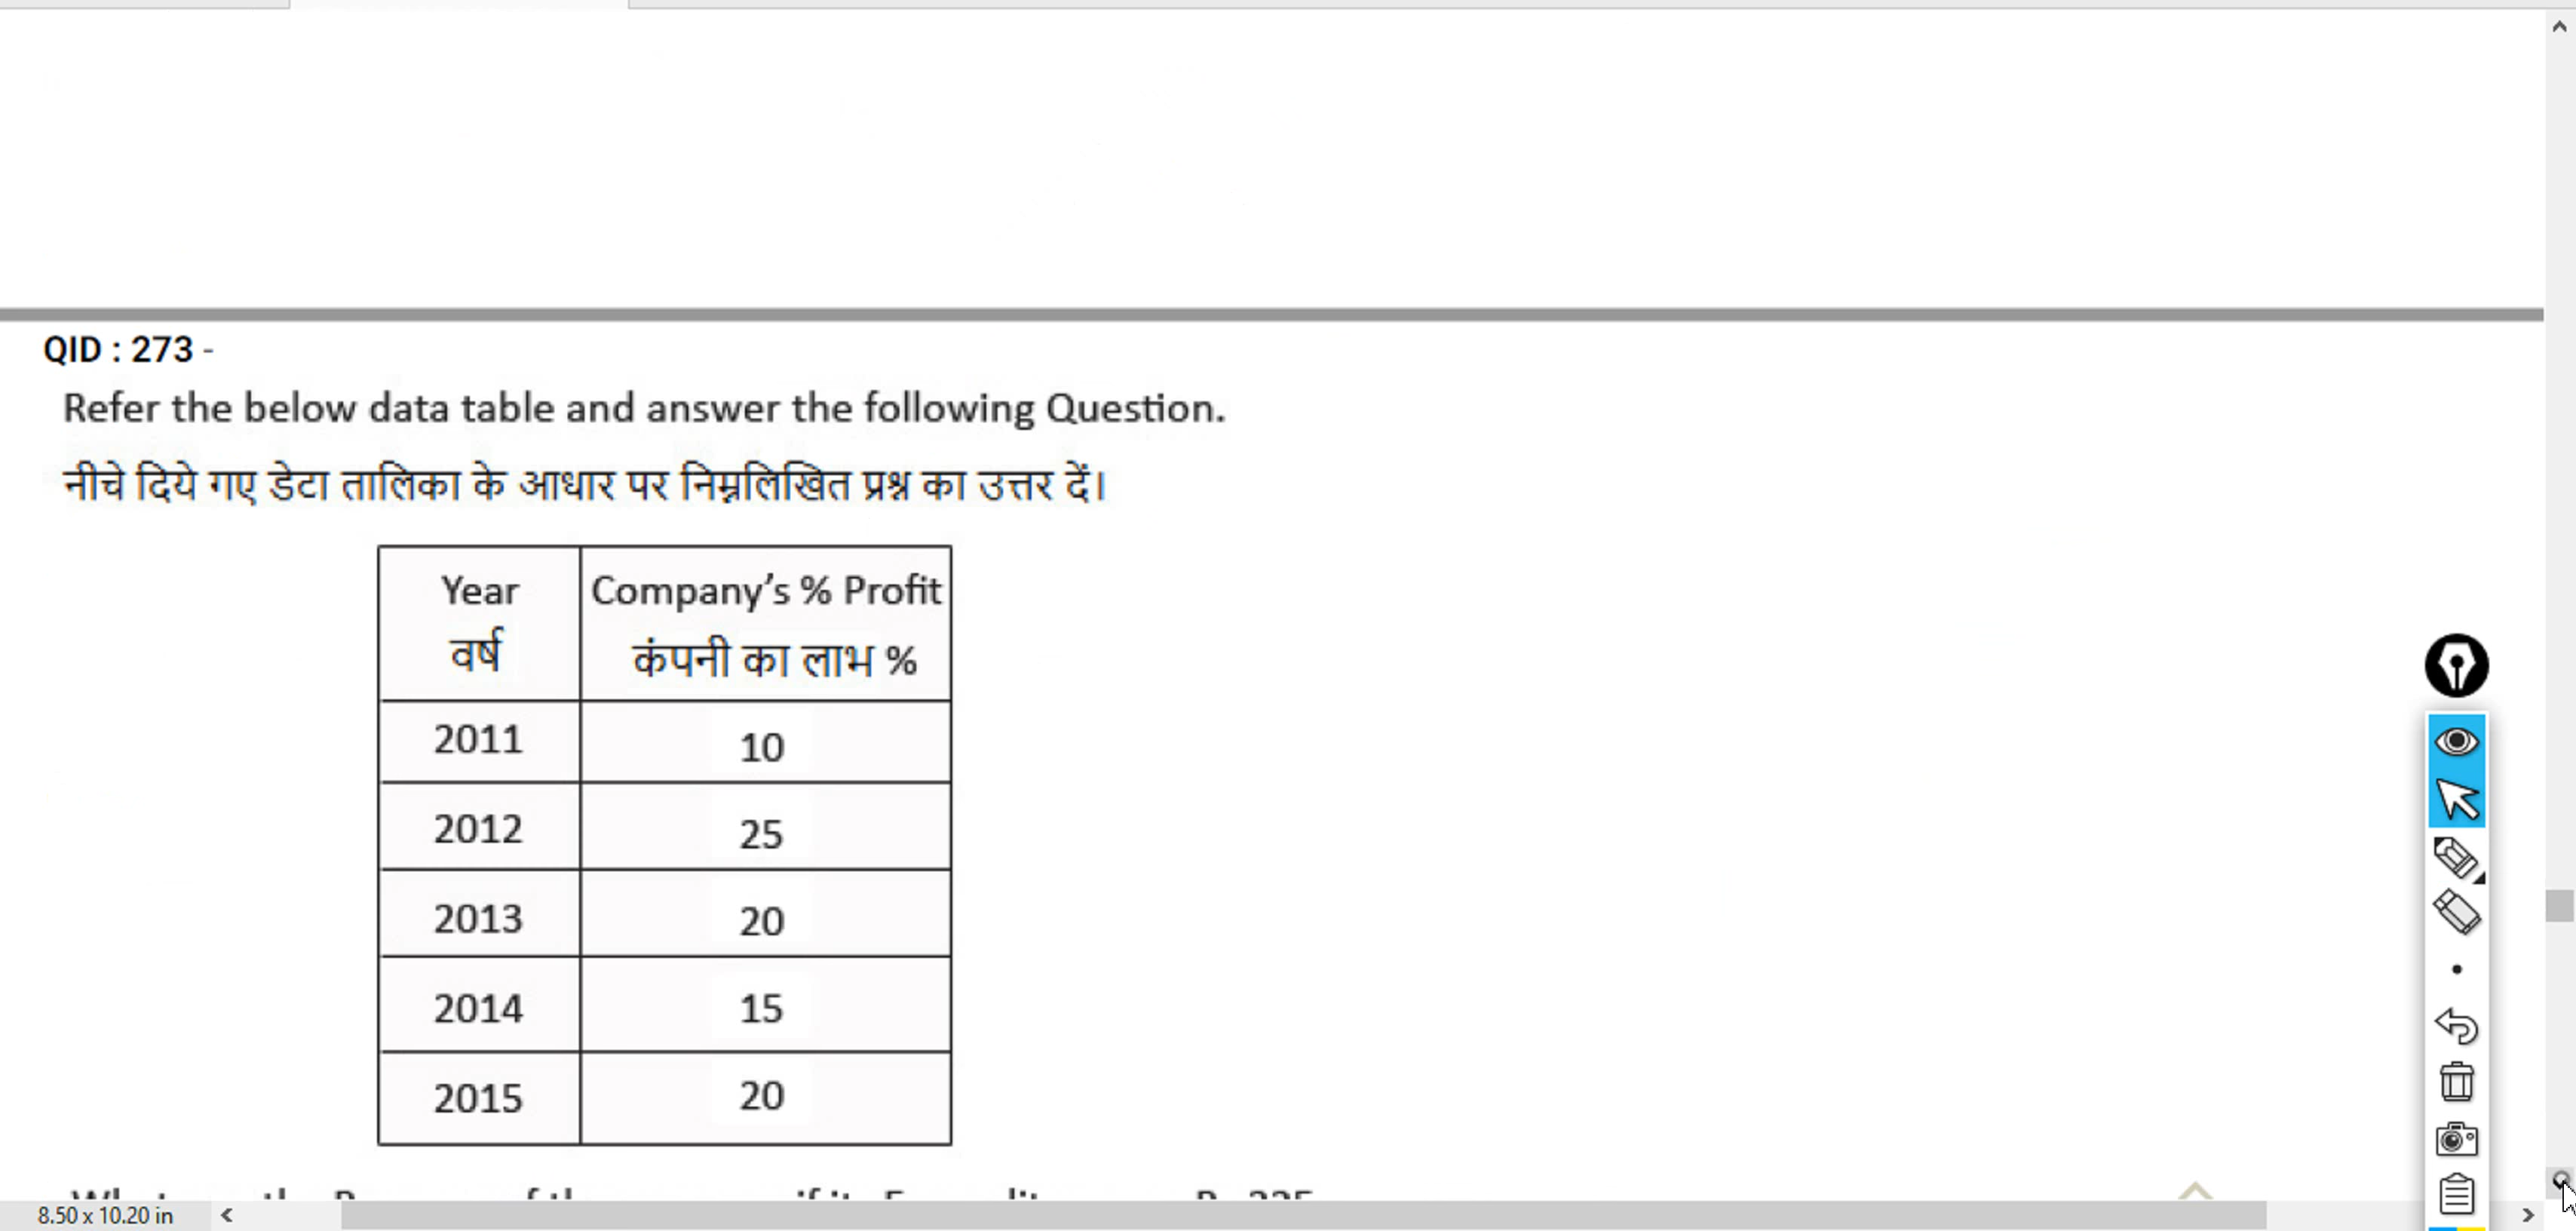 QID : 273 -
Refer the below data table and answer the following Question.
नीचे दिये गए डेटा तालिका के आधार पर निम्नलिखित प्रश्न का उत्तर दें।
Year Company's % Profit
वर्ष कंपनी का लाभ %
2011 10
2012 25
2013 20
2014 15
2015 20
8.50 x 10.20 in